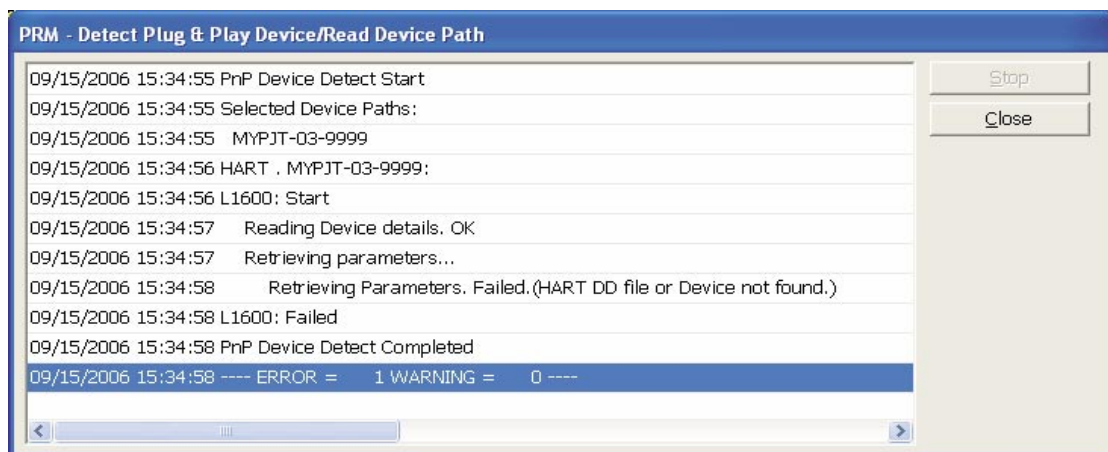 PRM - Detect Plug & Play Device/Read Device Path
09/15/2006 15:34:55 PnP Device Detect Start
09/15/2006 15:34:55 Selected Device Paths:
09/15/2006 15:34:55 MYPJT-03-9999
09/15/2006 15:34:56 HART . MYPJT-03-9999:
09/15/2006 15:34:56 L1600: Start
09/15/2006 15:34:57 Reading Device details. OK
09/15/2006 15:34:57 Retrieving parameters...
09/15/2006 15:34:58 Retrieving Parameters. Failed.(HART DD file or Device not found.)
09/15/2006 15:34:58 L1600: Failed
09/15/2006 15:34:58 PnP Device Detect Completed
09/15/2006 15:34:58 ---- ERROR = 1 WARNING = 0 ----
Stop
Close